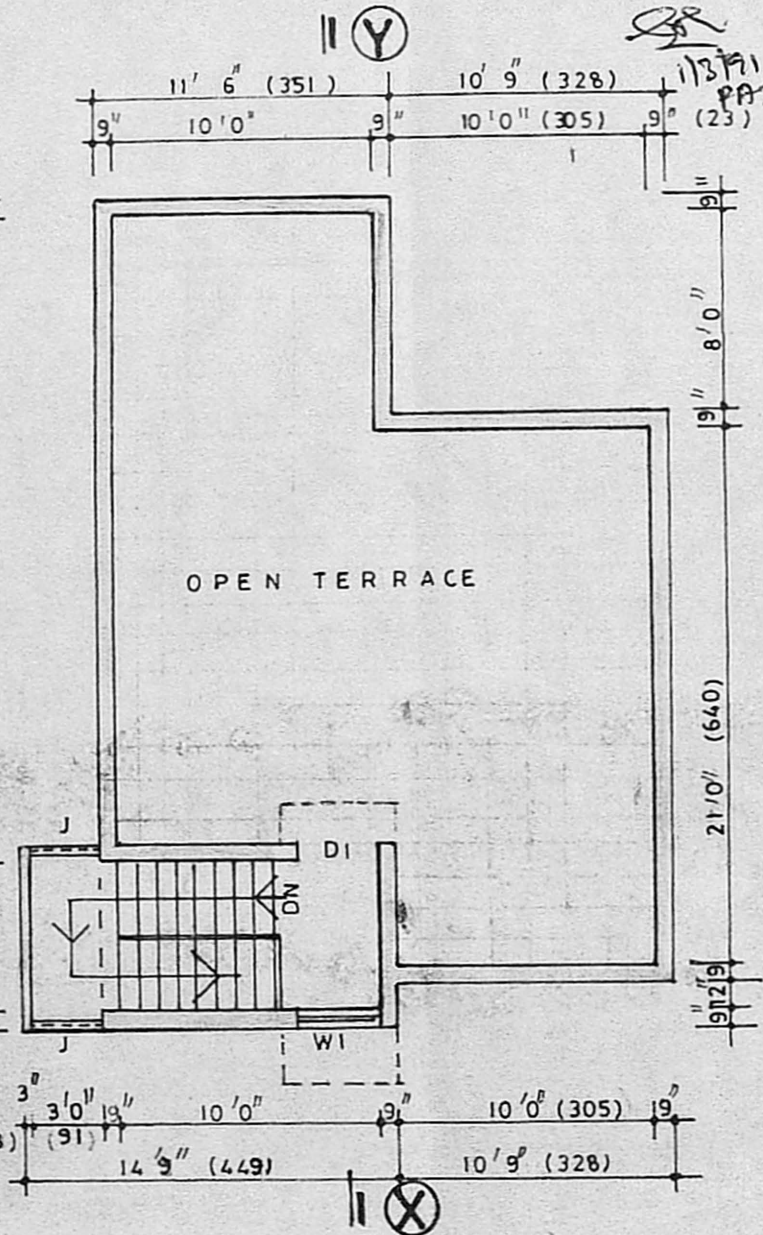 Y
1/3/91
PA
11' 6" (351) 10' 9" (328)
9" 10'0" 9" 10'0" (305) 9" (23)
9"
8'0"
9"
OPEN TERRACE
21'0" (640)
J
D1
DN
9"
12"
9"
J
W1
3" 3'0" 9" 10'0" 9" 10'0" (305) 9"
(91)
14'9" (449) 10'9" (328)
X